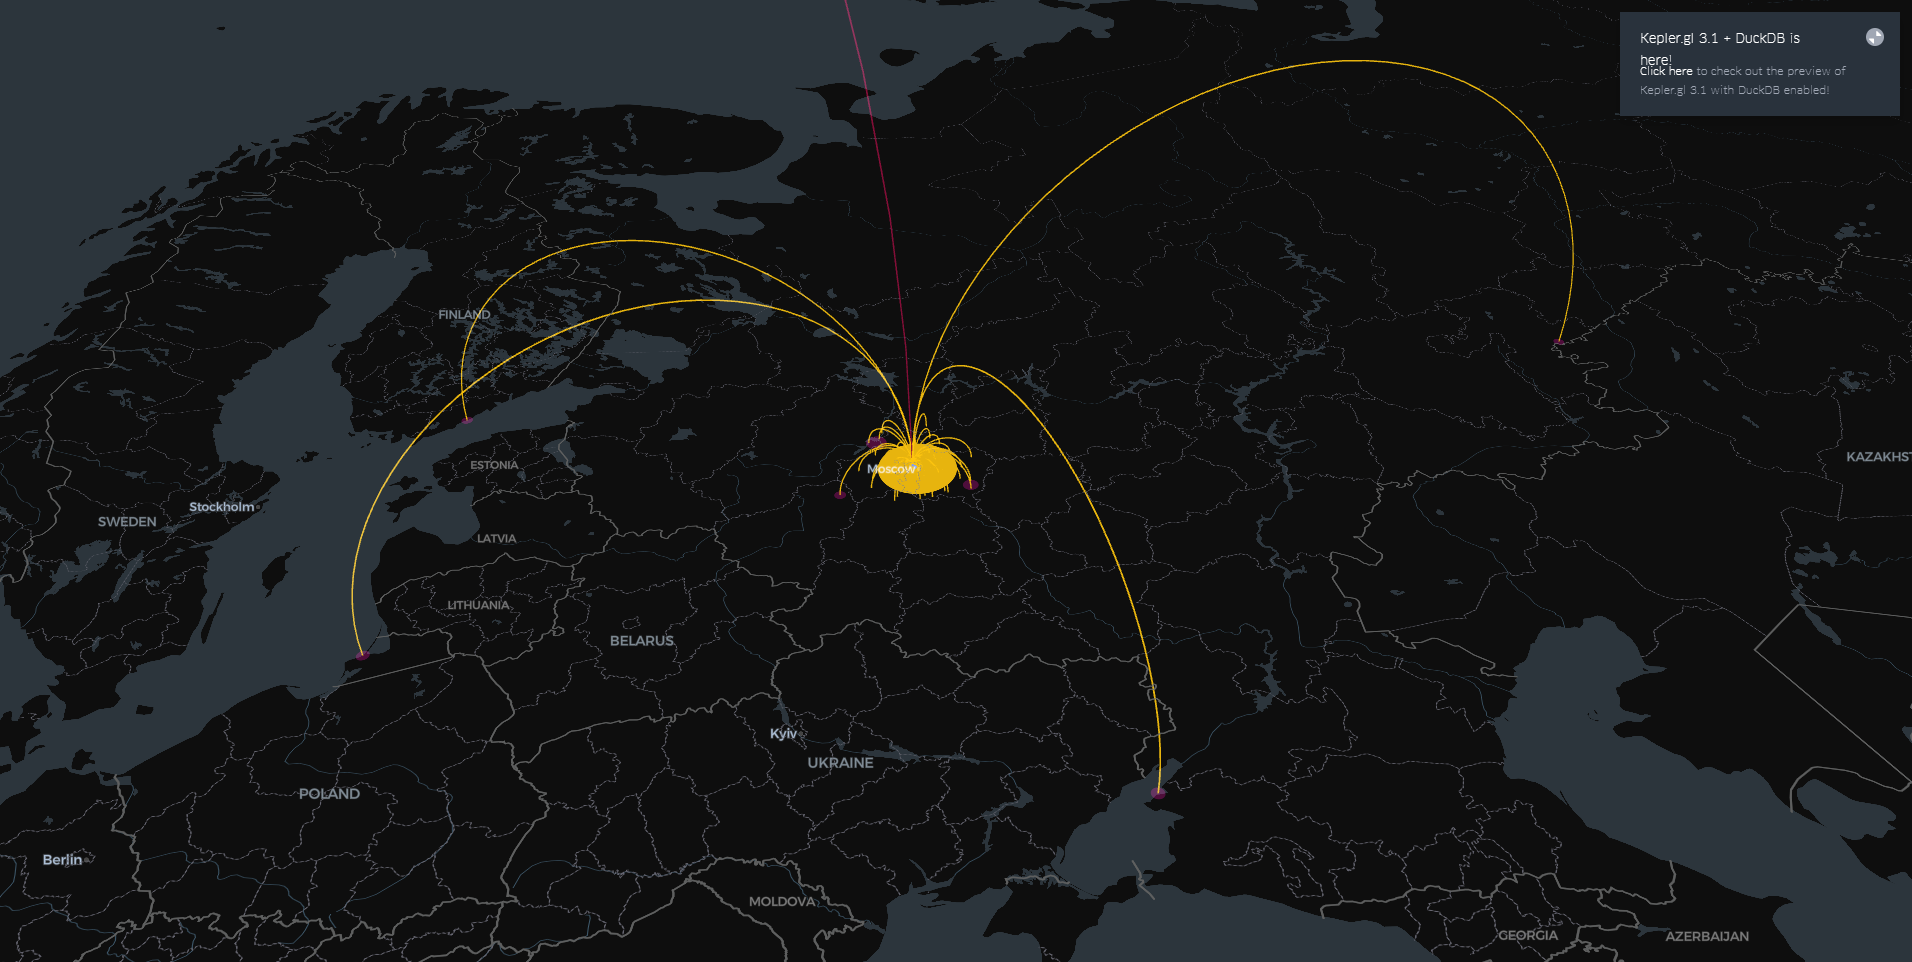 Kepler.gl 3.1 + DuckDB is
here!
Click here to check out the preview of
Kepler.gl 3.1 with DuckDB enabled!
FINLAND
Moscow
KAZAKHST
ESTONIA
Stockholm
SWEDEN
LATVIA
LITHUANIA
BELARUS
Kyiv
UKRAINE
POLAND
Berlin
MOLDOVA
GEORGIA
AZERBAIJAN